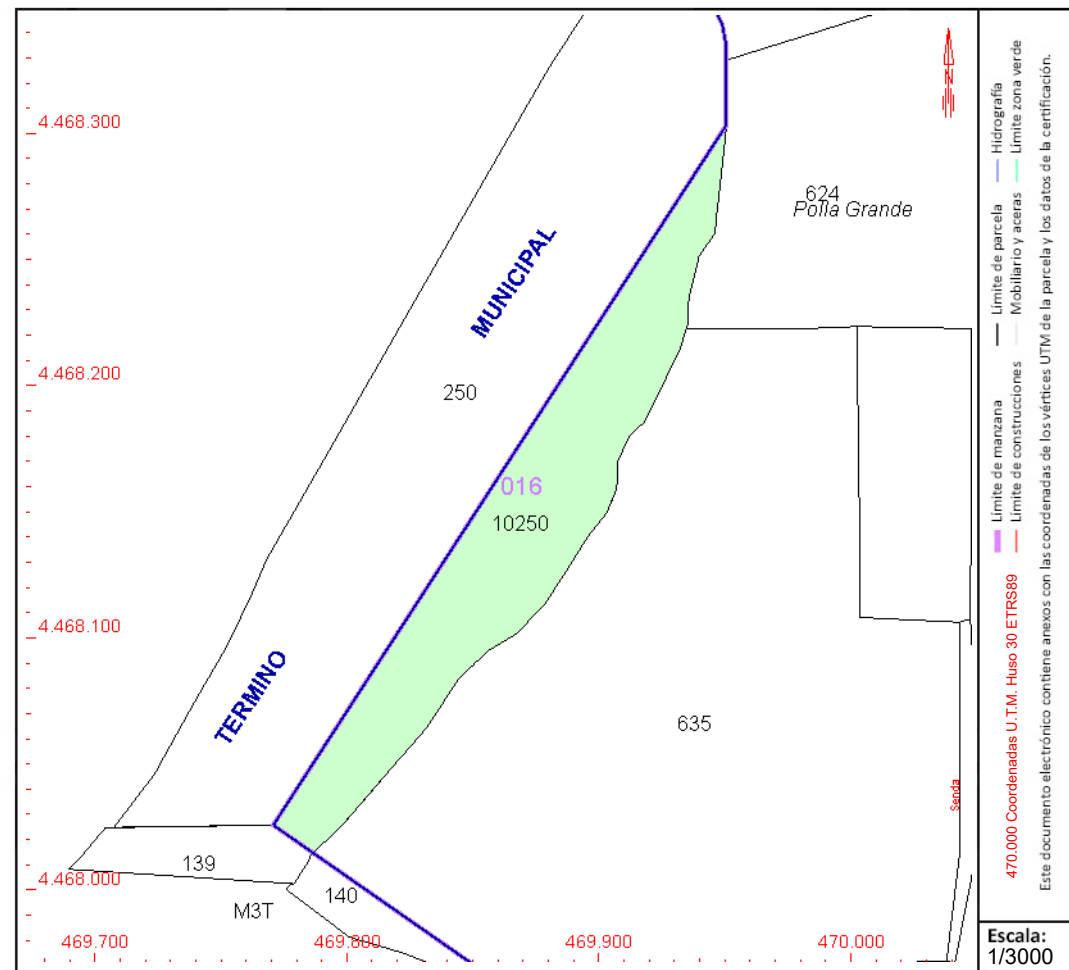 4.468.300
624
Polla Grande
MUNICIPAL
4.468.200
250
016
10250
4.468.100
TERMINO
635
Senda
139
4.468.000
140
M3T
469.700
469.800
469.900
470.000
N
470.000 Coordenadas U.T.M. Huso 30 ETRS89
Límite de manzana
Límite de parcela
Hidrografía
Límite de construcciones
Mobiliario y aceras
Límite zona verde
Este documento electrónico contiene anexos con las coordenadas de los vértices UTM de la parcela y los datos de la certificación.
Escala:
1/3000